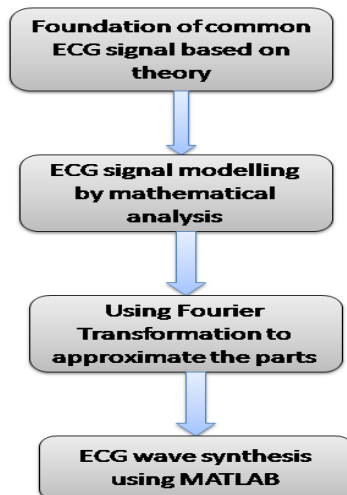 Foundation of common
ECG signal based on
theory
ECG signal modelling
by mathematical
analysis
Using Fourier
Transformation to
approximate the parts
ECG wave synthesis
using MATLAB